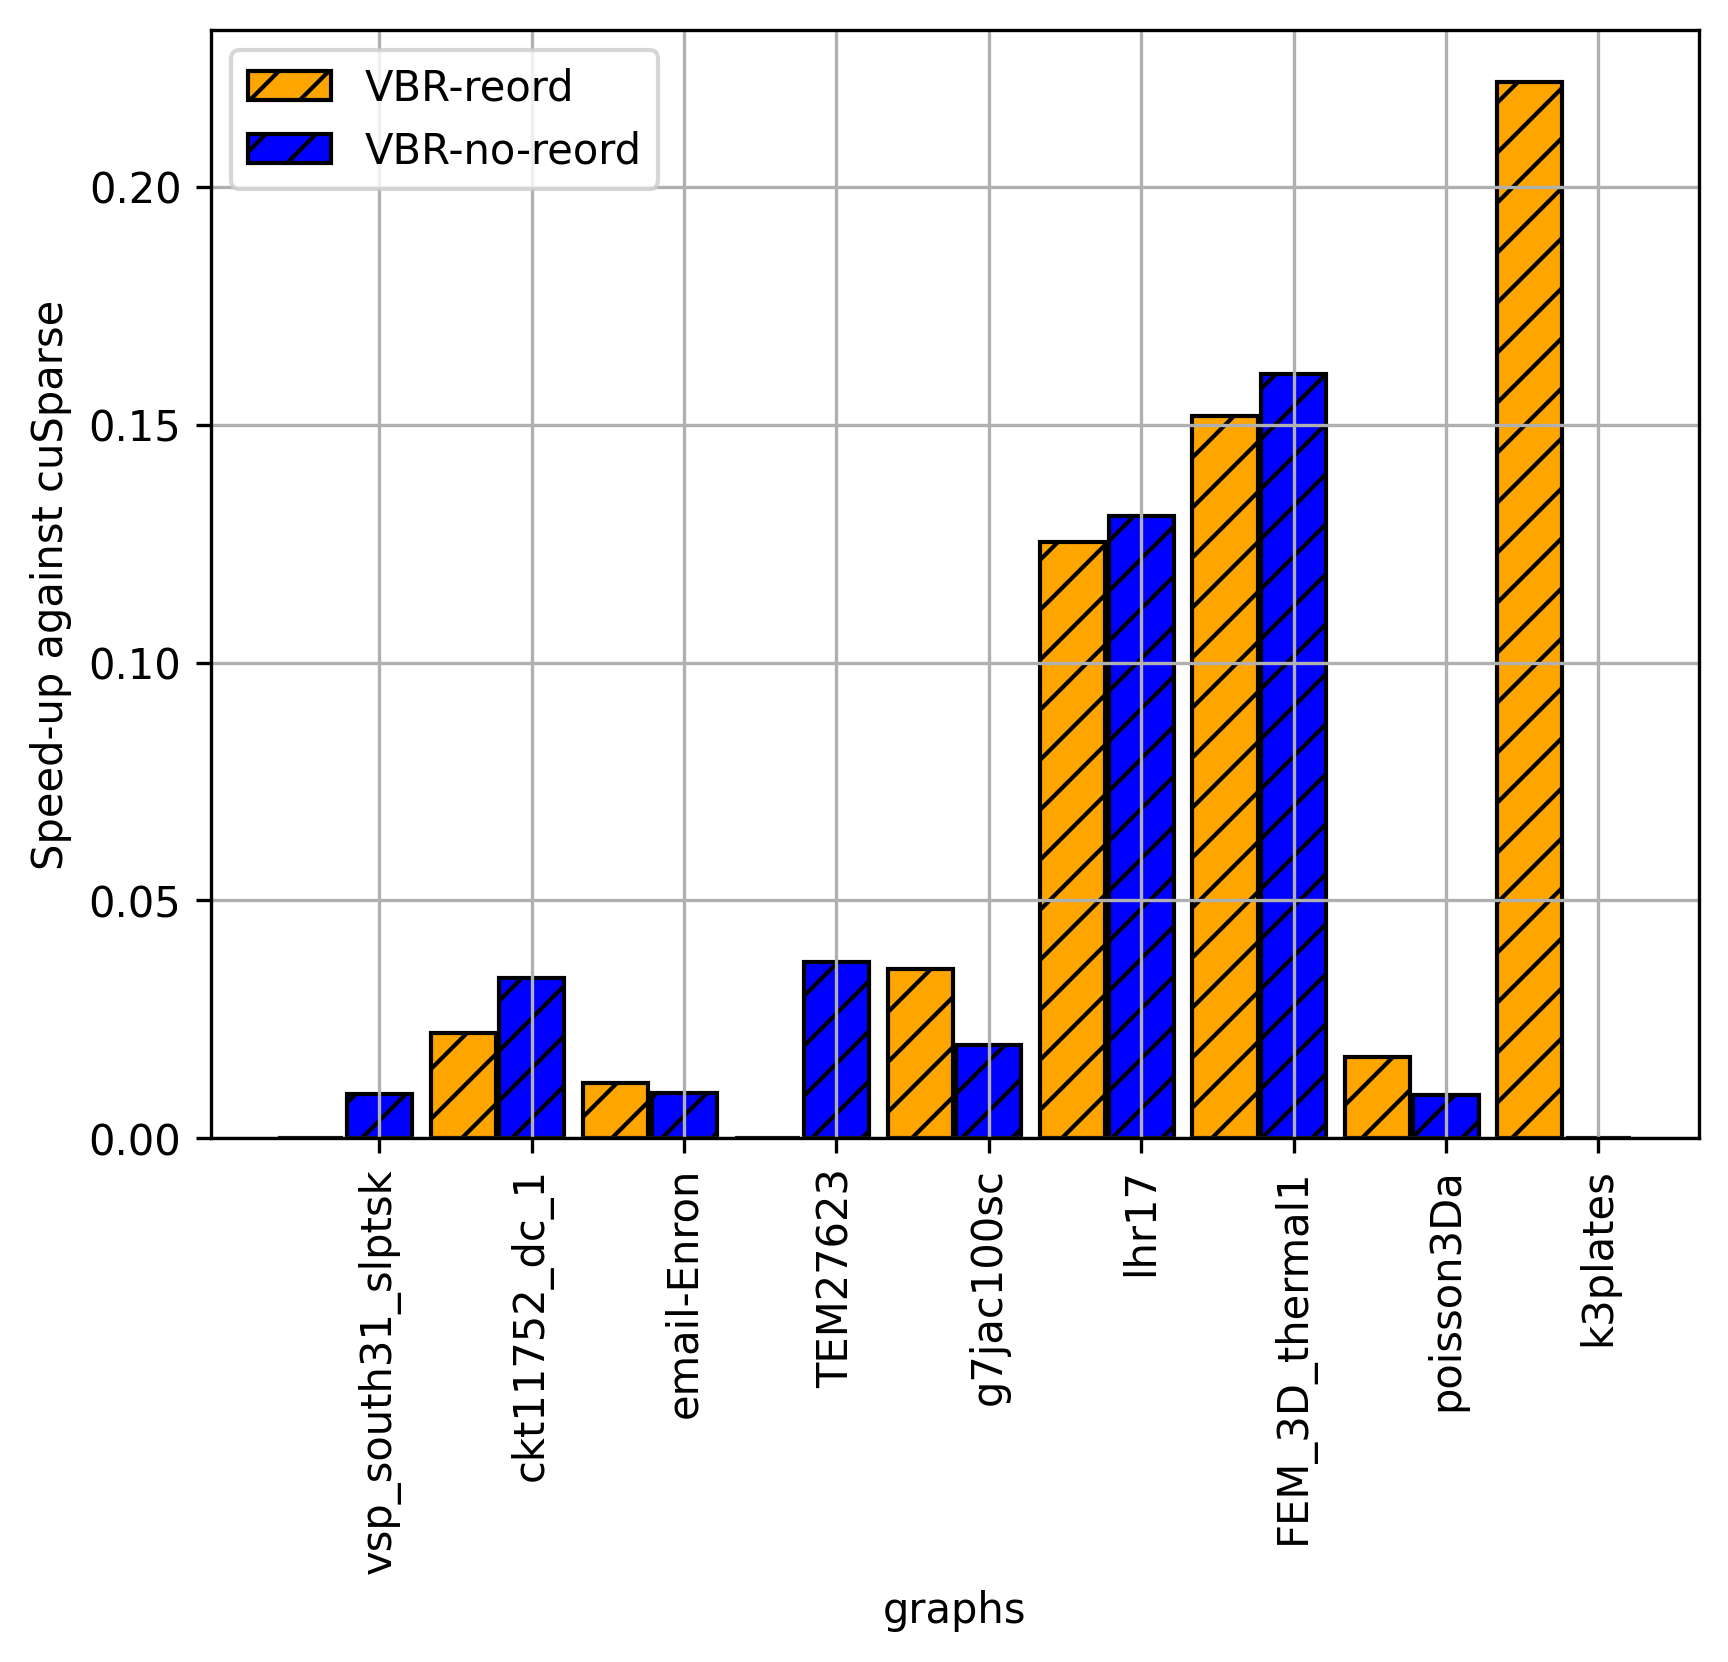 VBR-reord
VBR-no-reord
Speed-up against cuSparse
0.20
0.15
0.10
0.05
0.00
vsp_south31_slptsk
ckt11752_dc_1
email-Enron
TEM27623
g7jac100sc
lhr17
FEM_3D_thermal1
poisson3Da
k3plates
graphs